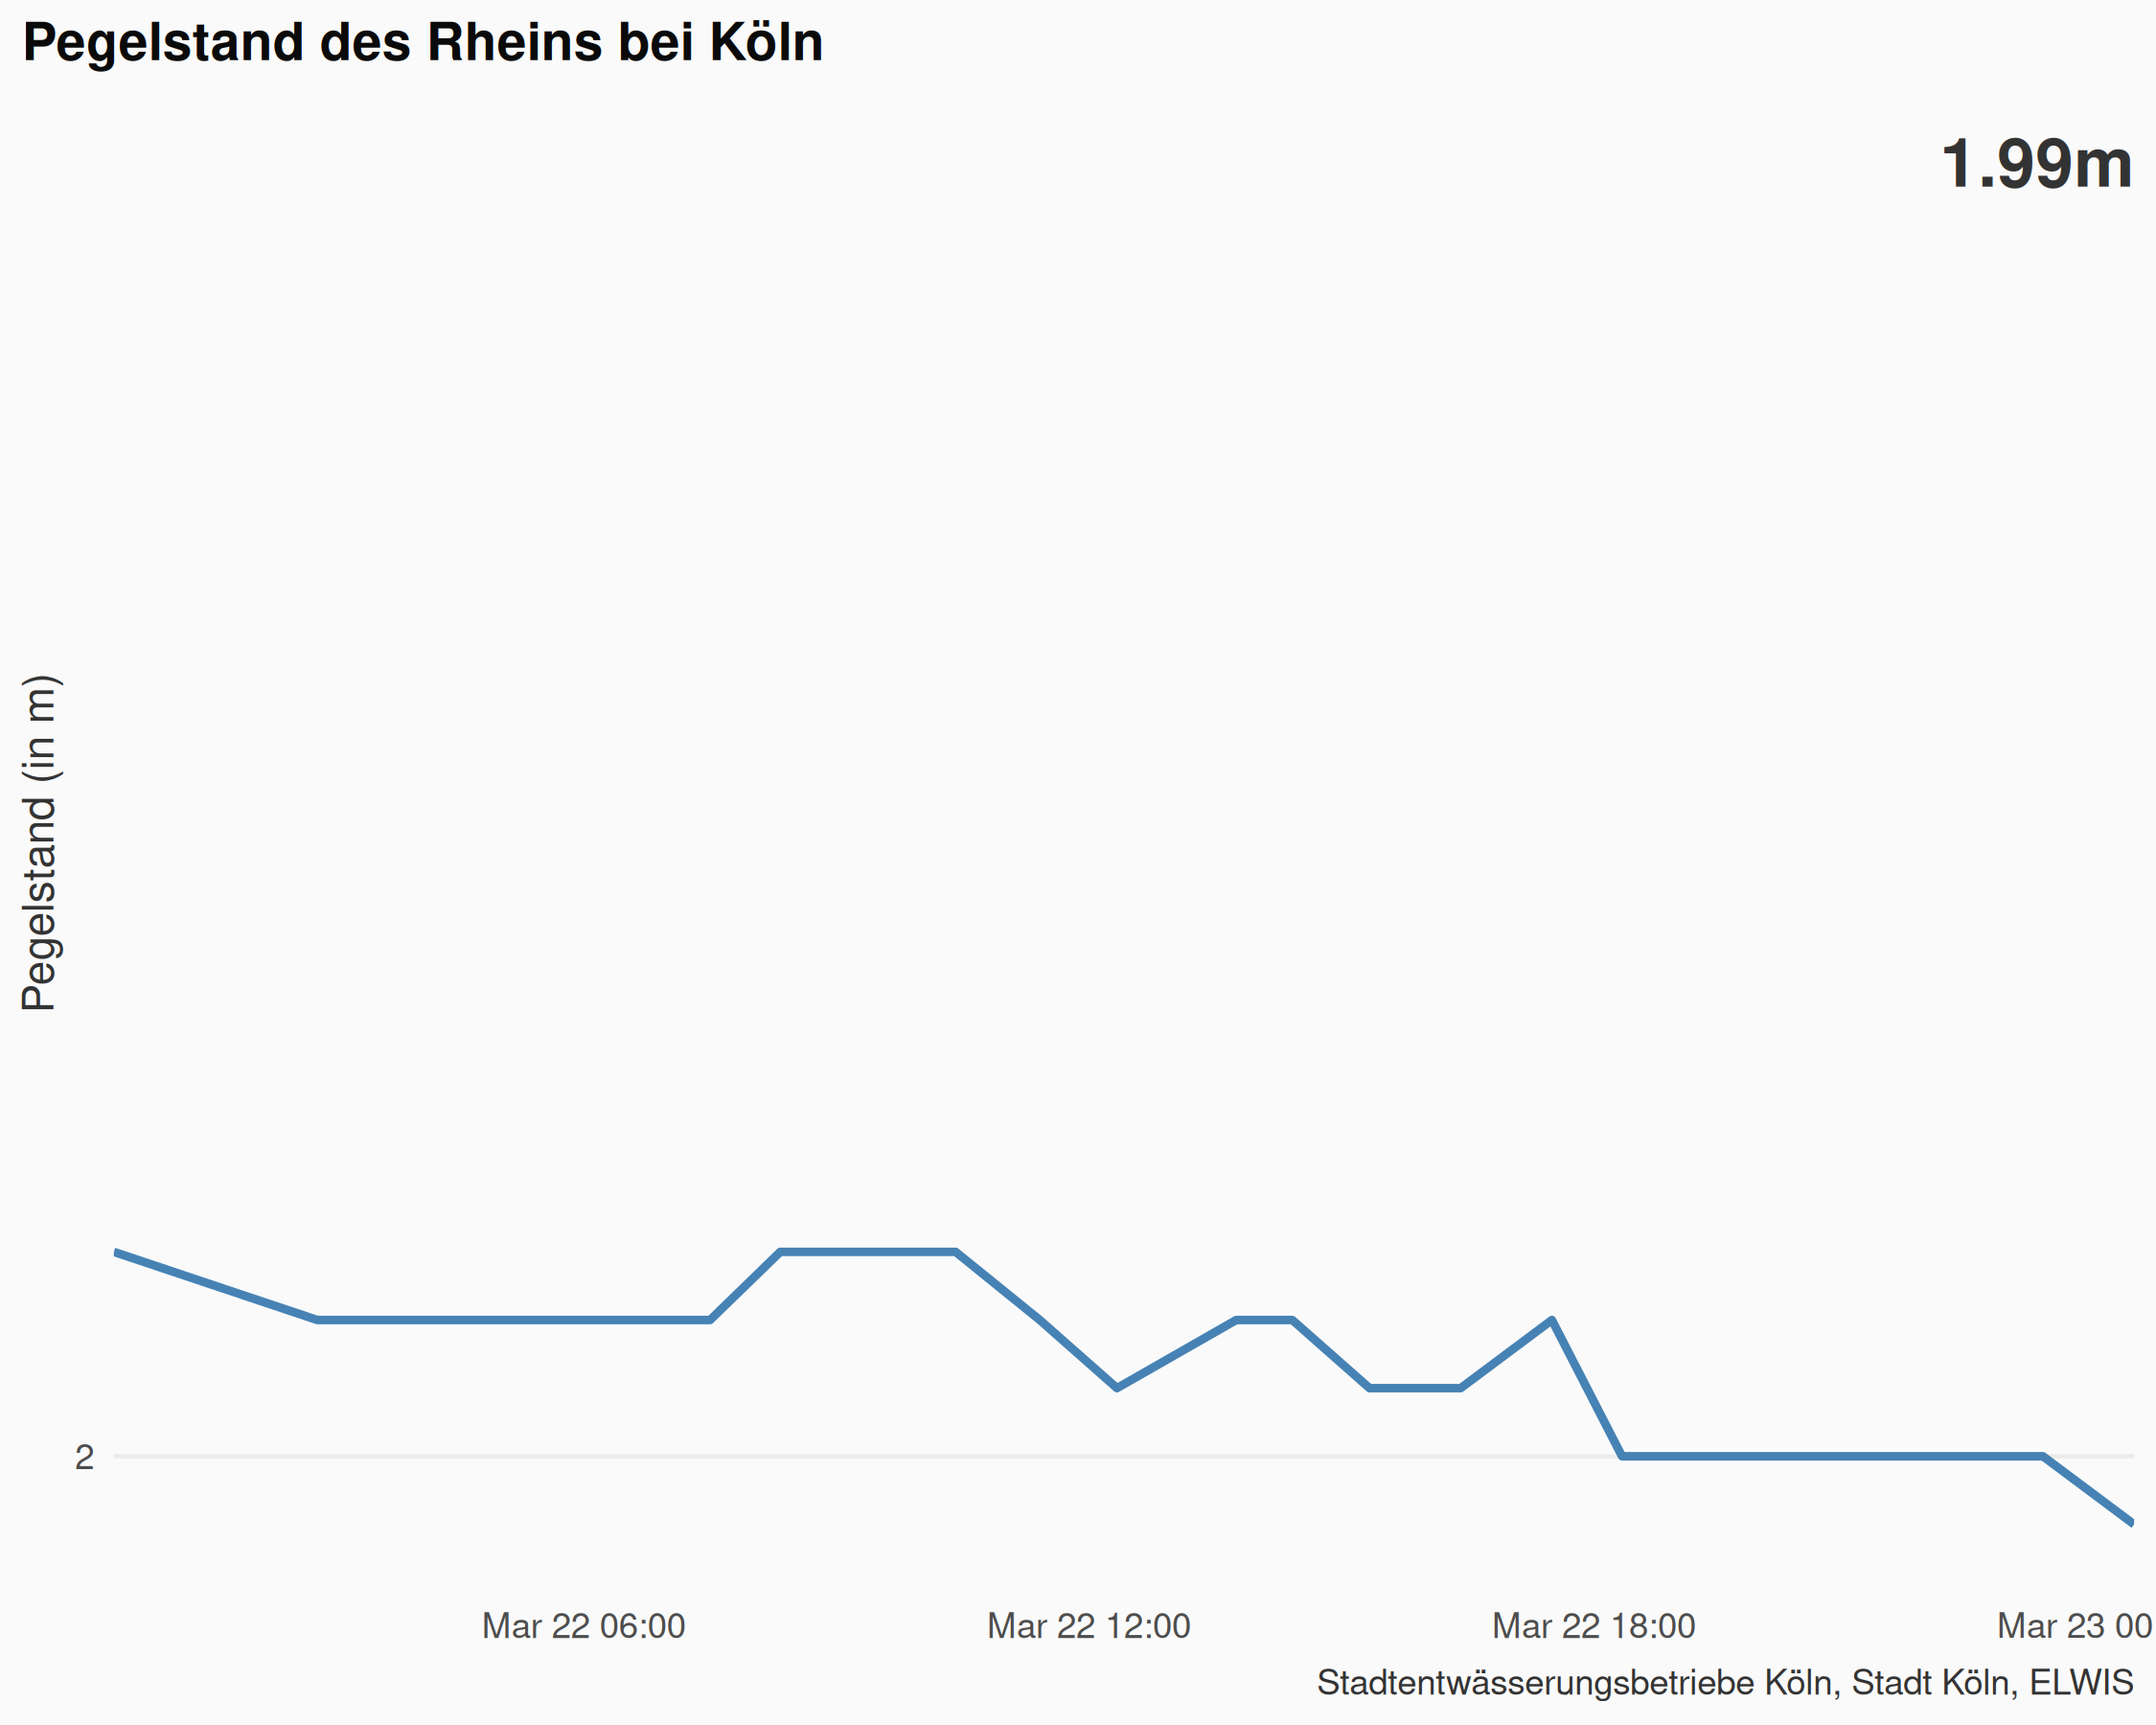 Pegelstand des Rheins bei Köln
1.99m
Pegelstand (in m)
2
Mar 22 06:00
Mar 22 12:00
Mar 22 18:00
Mar 23 00
Stadtentwässerungsbetriebe Köln, Stadt Köln, ELWIS